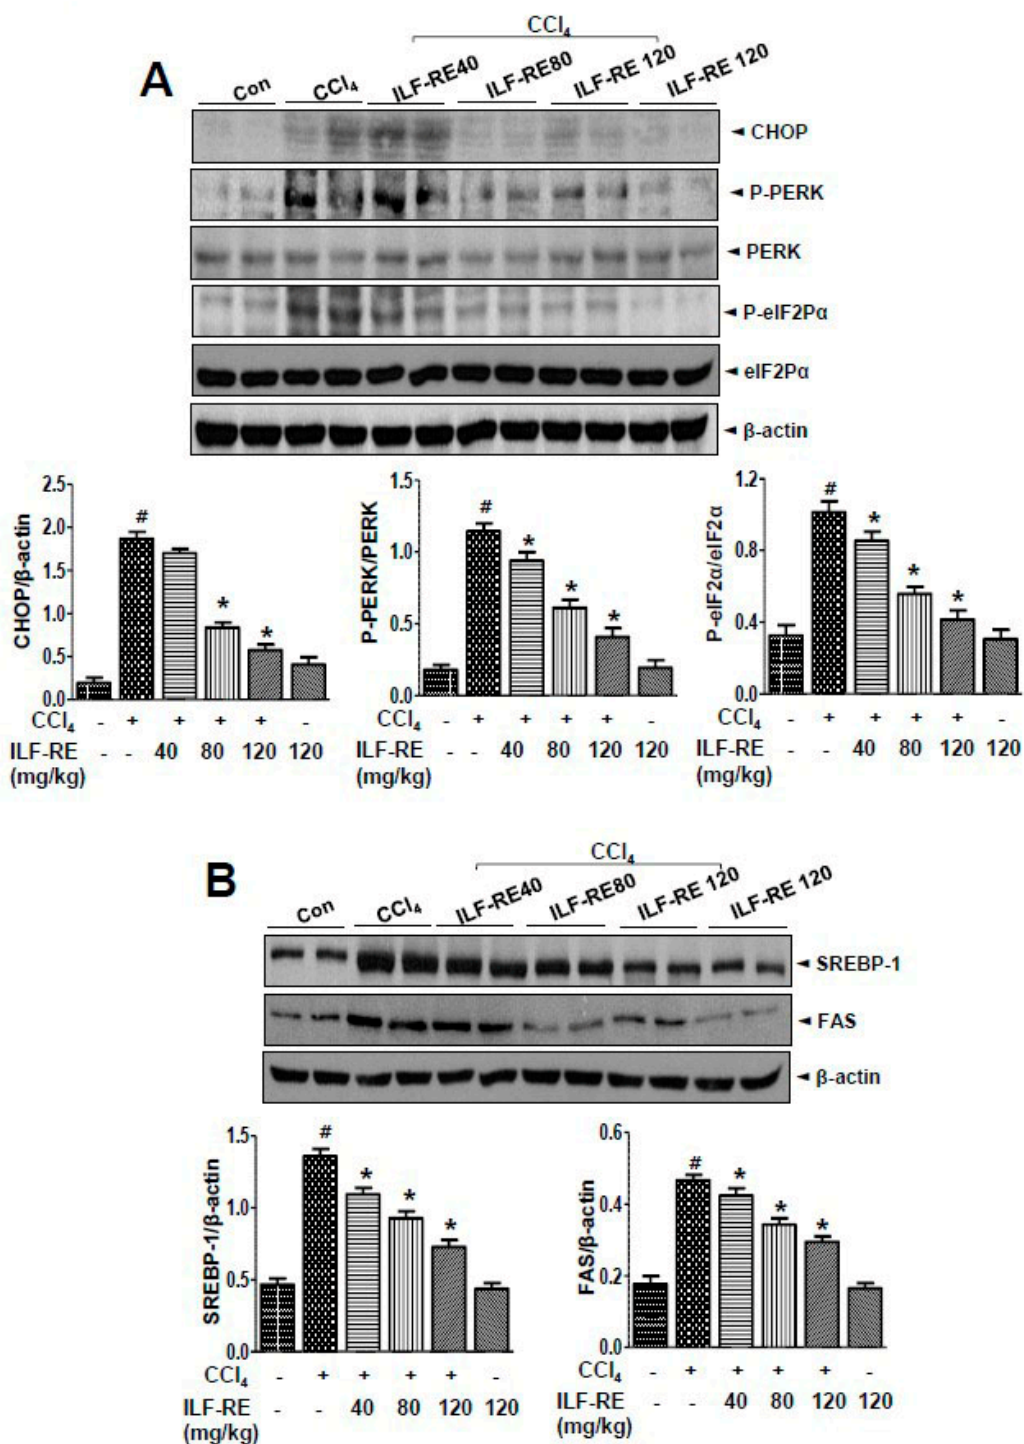 CCl₄
A
Con CCl₄ ILF-RE40 ILF-RE80 ILF-RE 120 ILF-RE 120
◄ CHOP
◄ P-PERK
◄ PERK
◄ P-eIF2Pα
◄ eIF2Pα
◄ β-actin
CHOP/β-actin
2.5
2.0
1.5
1.0
0.5
0.0
# * *
CCl₄ - + + + + -
ILF-RE - - 40 80 120 120
(mg/kg)
P-PERK/PERK
1.5
1.0
0.5
0.0
# * * *
- + + + + -
- - 40 80 120 120
P-eIF2α/eIF2α
1.2
0.8
0.4
0.0
# * * *
CCl₄ - + + + + -
ILF-RE - - 40 80 120 120
(mg/kg)
CCl₄
B
Con CCl₄ ILF-RE40 ILF-RE80 ILF-RE 120 ILF-RE 120
◄ SREBP-1
◄ FAS
◄ β-actin
SREBP-1/β-actin
1.5
1.0
0.5
0.0
# * * *
CCl₄ - + + + + -
ILF-RE - - 40 80 120 120
(mg/kg)
FAS/β-actin
0.6
0.4
0.2
0.0
# * * *
CCl₄ - + + + + -
ILF-RE - - 40 80 120 120
(mg/kg)